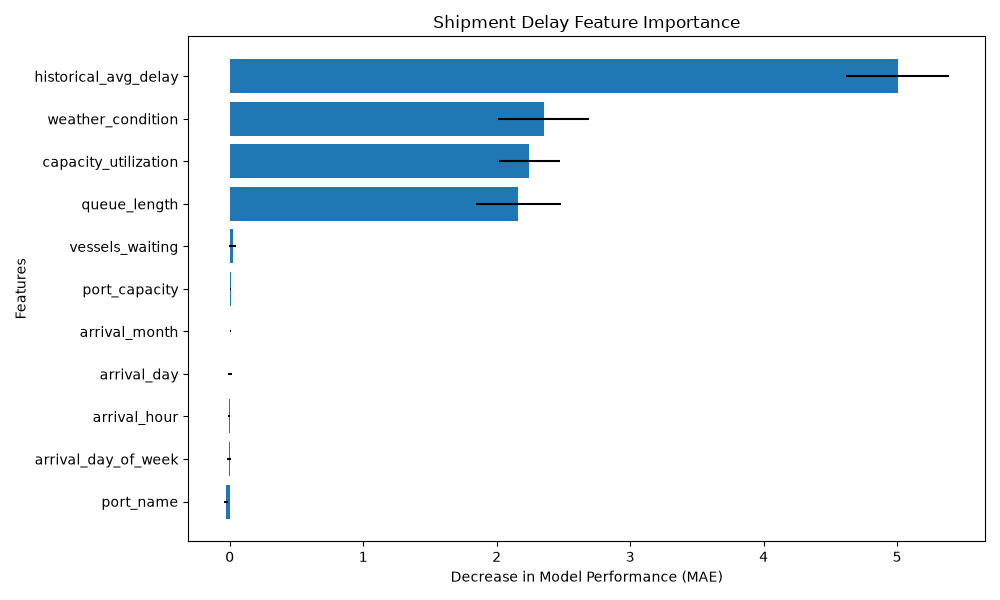 Shipment Delay Feature Importance
historical_avg_delay
weather_condition
capacity_utilization
queue_length
vessels_waiting
port_capacity
arrival_month
arrival_day
arrival_hour
arrival_day_of_week
port_name
Features
0 1 2 3 4 5
Decrease in Model Performance (MAE)